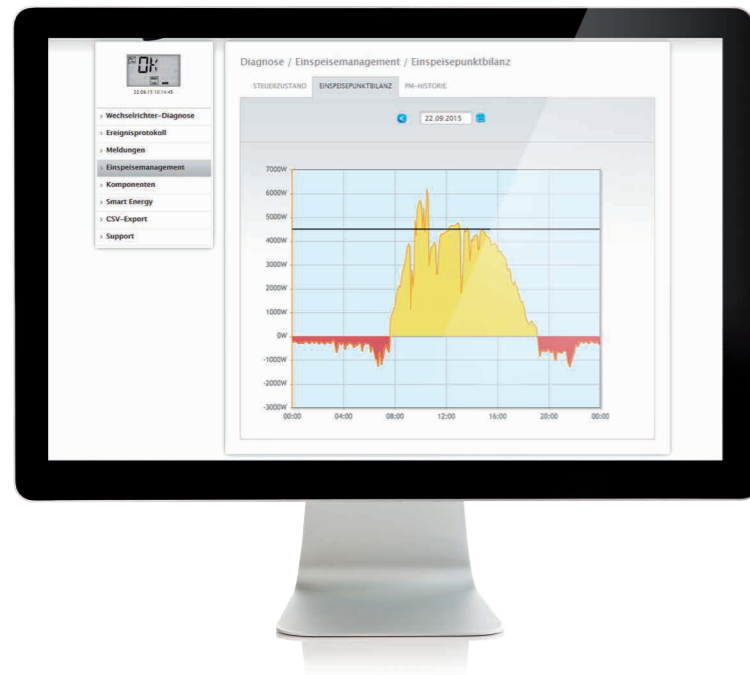 OK
22.09.15 10:14:45
› Wechselrichter-Diagnose
› Ereignisprotokoll
› Meldungen
› Einspeisemanagement
› Komponenten
› Smart Energy
› CSV-Export
› Support
Diagnose / Einspeisemanagement / Einspeisepunktbilanz
STEUERZUSTAND EINSPEISEPUNKTBILANZ PM-HISTORIE
22.09.2015
7000W
6000W
5000W
4000W
3000W
2000W
1000W
0W
-1000W
-2000W
-3000W
00:00 04:00 08:00 12:00 16:00 20:00 00:00